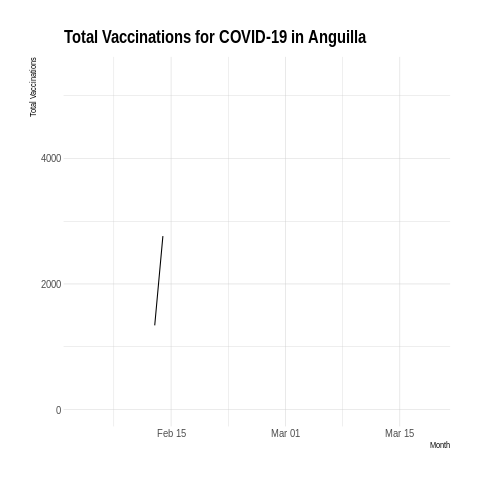 Total Vaccinations for COVID-19 in Anguilla
Total Vaccinations
4000
2000
0
Feb 15
Mar 01
Mar 15
Month